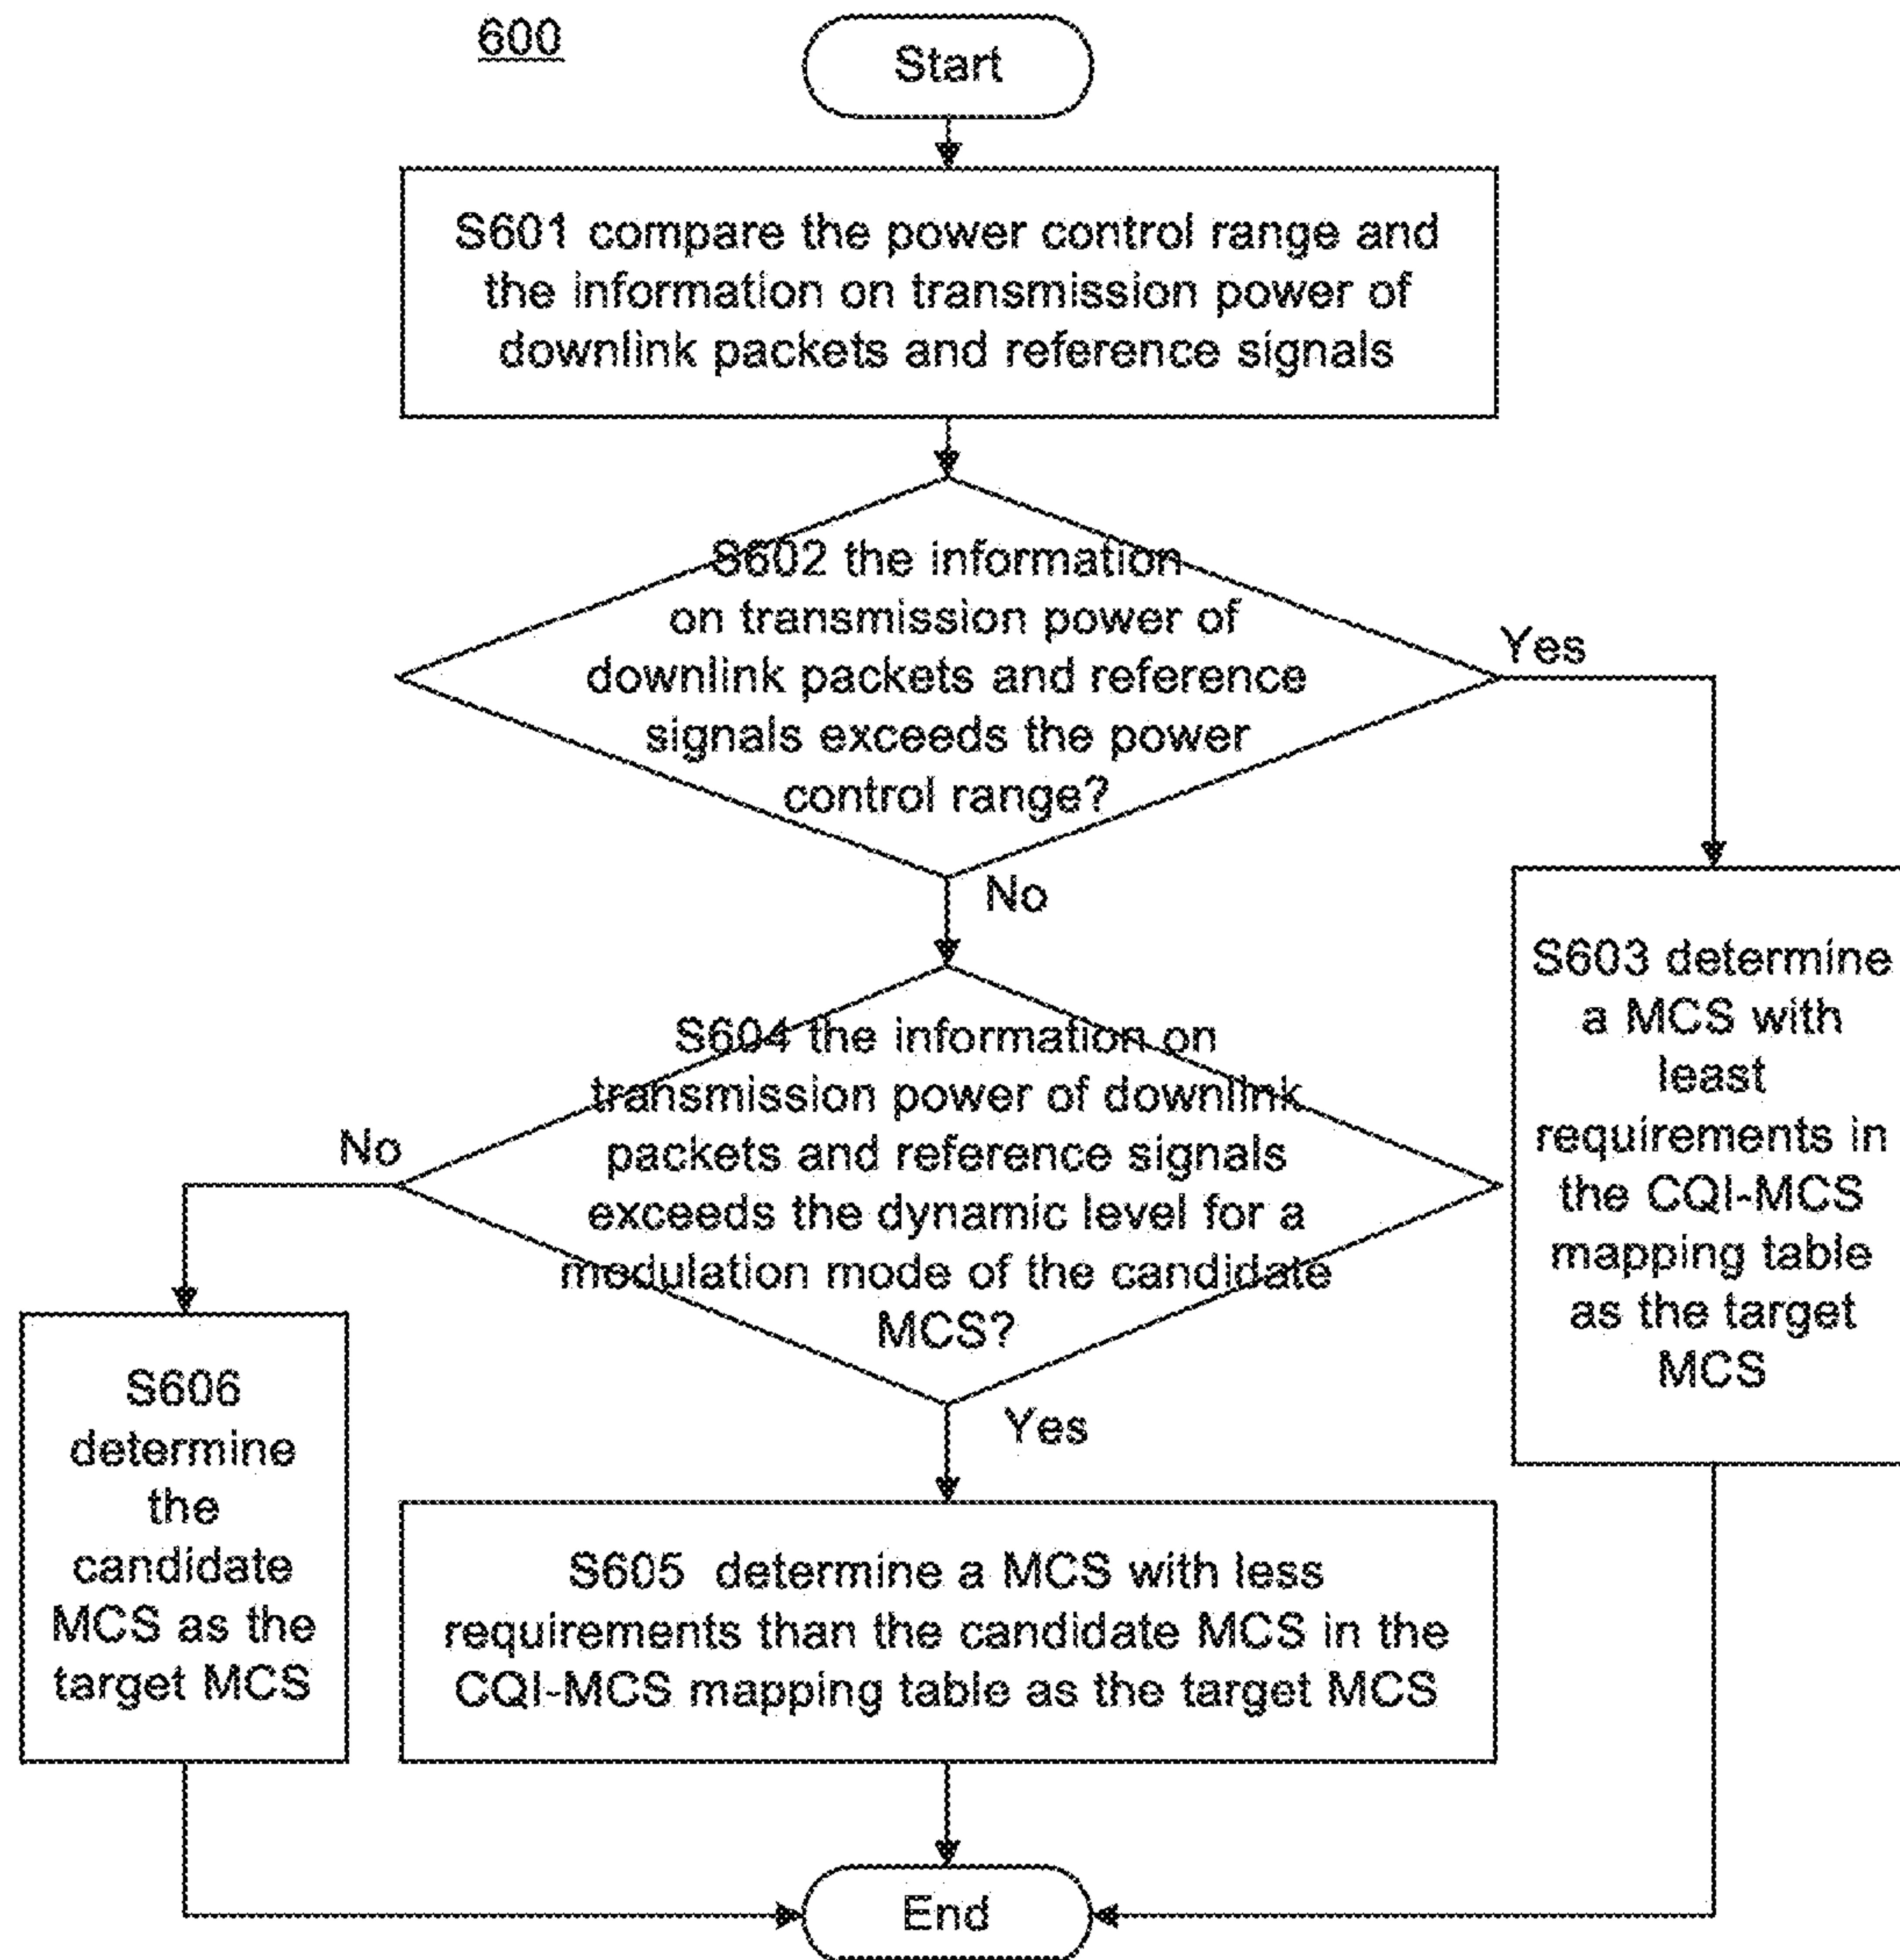 600
Start
S601 compare the power control range and
the information on transmission power of
downlink packets and reference signals
S602 the information
on transmission power of
downlink packets and reference
signals exceeds the power
control range?
Yes
No
S603 determine
a MCS with
least
requirements in
the CQI-MCS
mapping table
as the target
MCS
S604 the information on
transmission power of downlink
packets and reference signals
exceeds the dynamic level for a
modulation mode of the candidate
MCS?
No
Yes
S606
determine
the
candidate
MCS as the
target MCS
S605 determine a MCS with less
requirements than the candidate MCS in the
CQI-MCS mapping table as the target MCS
End